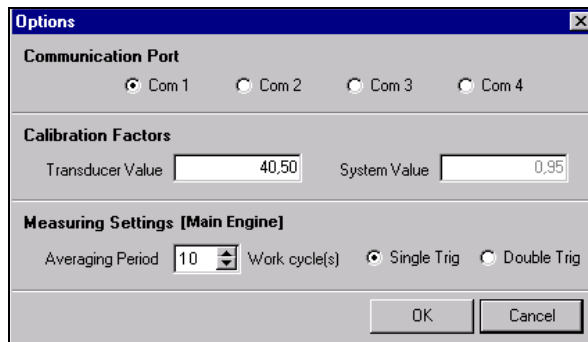 Options
Communication Port
Com 1 Com 2 Com 3 Com 4
Calibration Factors
Transducer Value 40,50 System Value 0,95
Measuring Settings [Main Engine]
Averaging Period 10 Work cycle(s) Single Trig Double Trig
OK Cancel